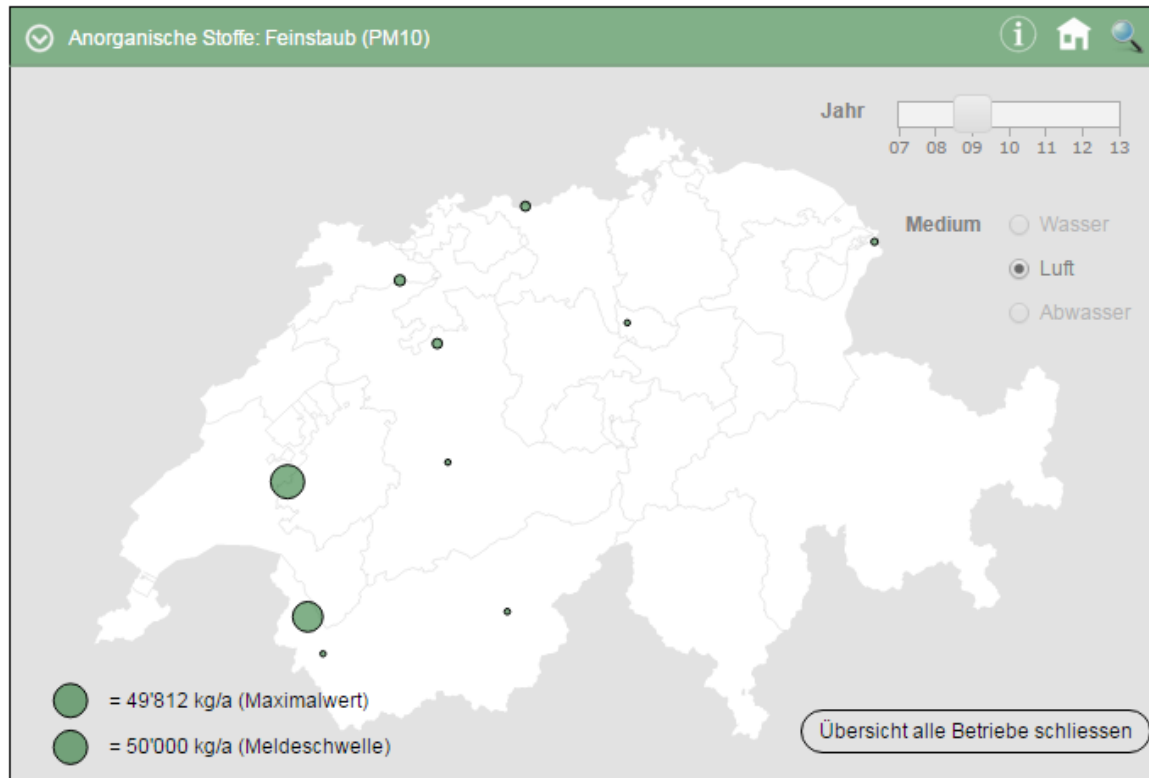 Anorganische Stoffe: Feinstaub (PM10)
Jahr
07 08 09 10 11 12 13
Medium
Wasser
Luft
Abwasser
= 49'812 kg/a (Maximalwert)
= 50'000 kg/a (Meldeschwelle)
Übersicht alle Betriebe schliessen